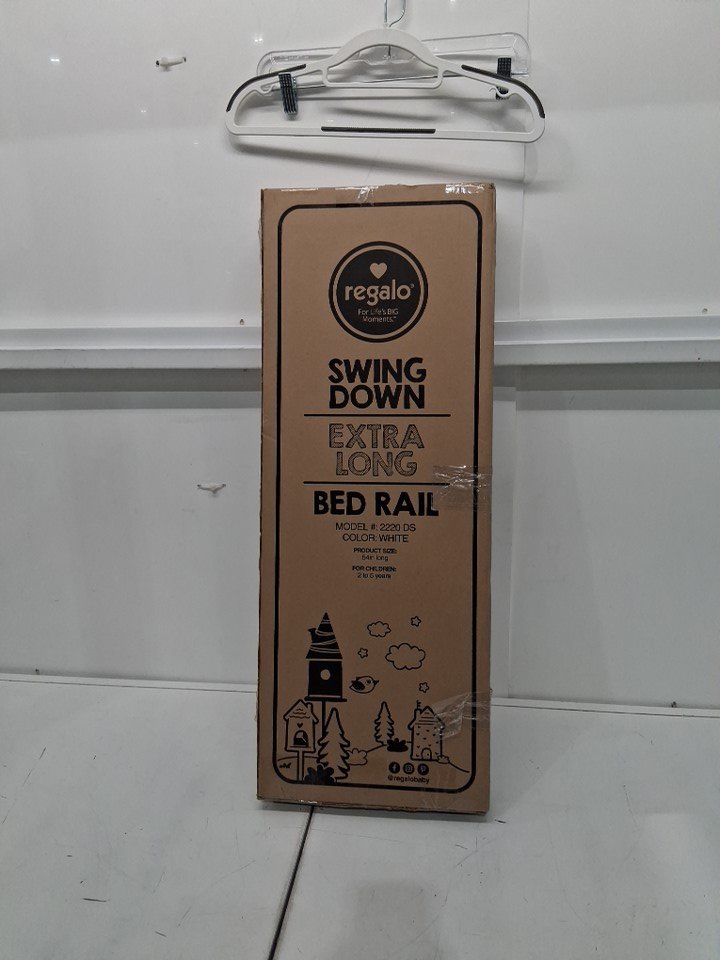 regalo®
For Life's BIG
Moments.™
SWING
DOWN
EXTRA
LONG
BED RAIL
MODEL #: 2220 DS
COLOR: WHITE
PRODUCT SIZE:
54in long
FOR CHILDREN:
2 to 5 years
@regalobaby